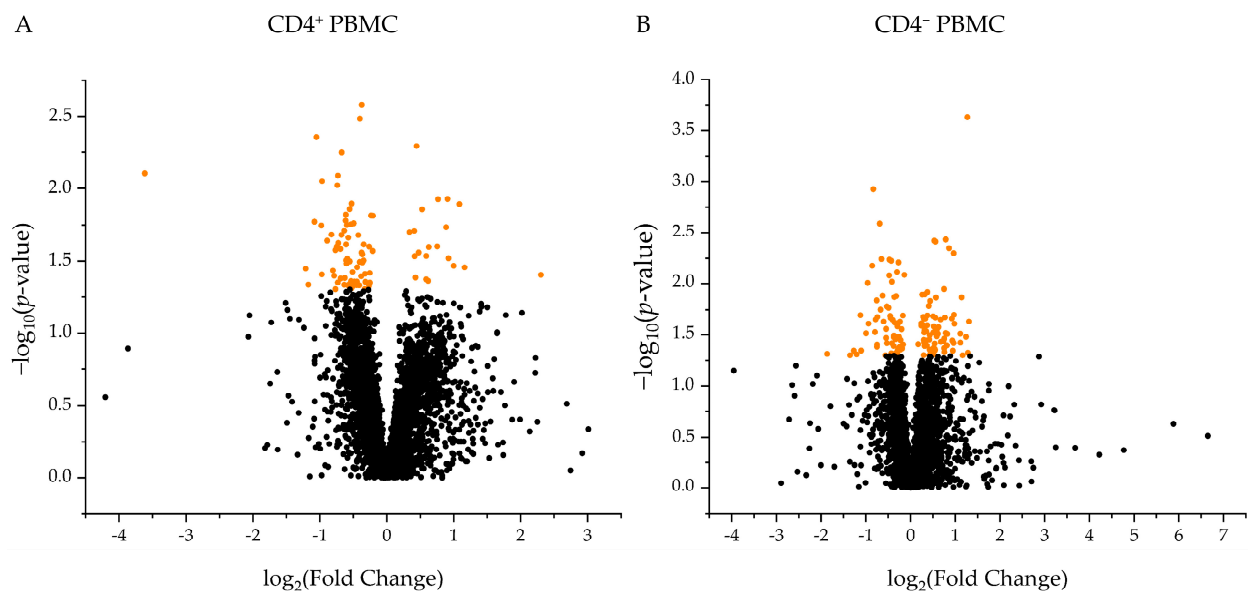 A
CD4⁺ PBMC
2.5
2.0
1.5
1.0
0.5
0.0
−log₁₀(p-value)
-4 -3 -2 -1 0 1 2 3
log₂(Fold Change)
B
CD4⁻ PBMC
4.0
3.5
3.0
2.5
2.0
1.5
1.0
0.5
0.0
−log₁₀(p-value)
-4 -3 -2 -1 0 1 2 3 4 5 6 7
log₂(Fold Change)